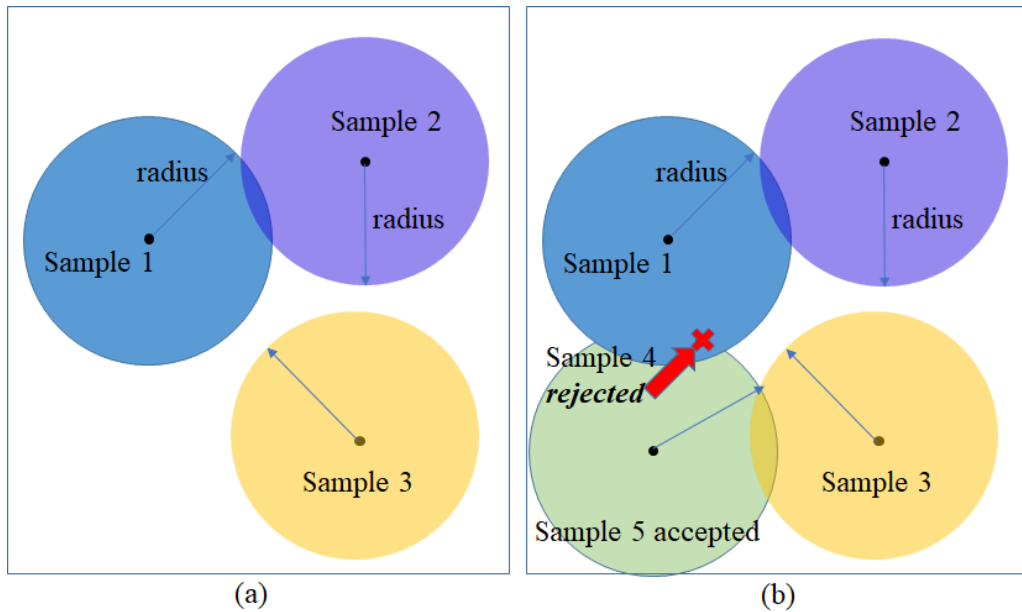 Sample 2
radius
radius
Sample 1
Sample 3
(a)
Sample 2
radius
radius
Sample 1
Sample 4
rejected
Sample 3
Sample 5 accepted
(b)